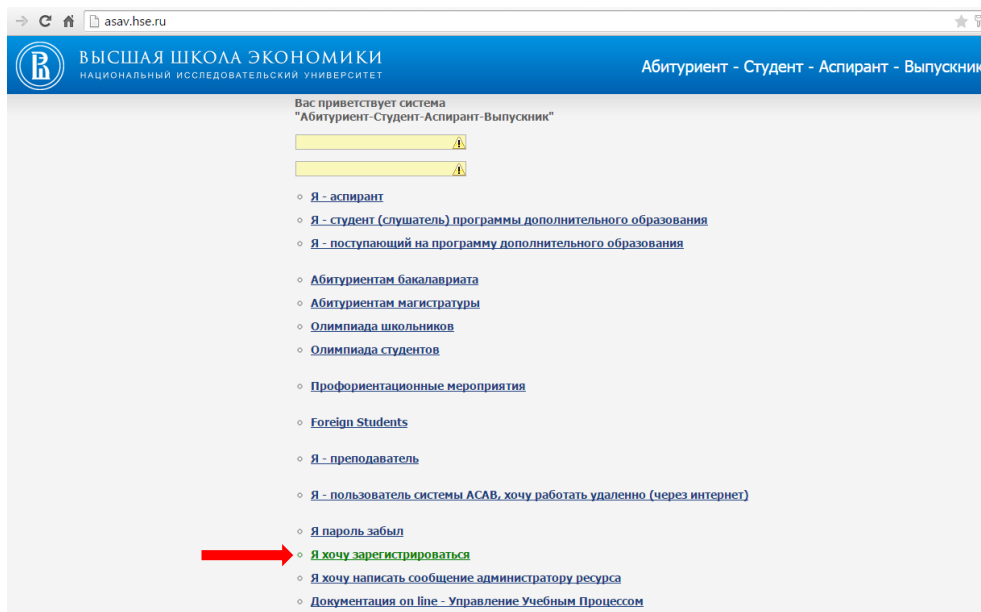 asav.hse.ru
ВЫСШАЯ ШКОЛА ЭКОНОМИКИ
НАЦИОНАЛЬНЫЙ ИССЛЕДОВАТЕЛЬСКИЙ УНИВЕРСИТЕТ
Абитуриент - Студент - Аспирант - Выпускник
Вас приветствует система
"Абитуриент-Студент-Аспирант-Выпускник"
Я - аспирант
Я - студент (слушатель) программы дополнительного образования
Я - поступающий на программу дополнительного образования
Абитуриентам бакалавриата
Абитуриентам магистратуры
Олимпиада школьников
Олимпиада студентов
Профориентационные мероприятия
Foreign Students
Я - преподаватель
Я - пользователь системы АСАВ, хочу работать удаленно (через интернет)
Я пароль забыл
Я хочу зарегистрироваться
Я хочу написать сообщение администратору ресурса
Документация on line - Управление Учебным Процессом